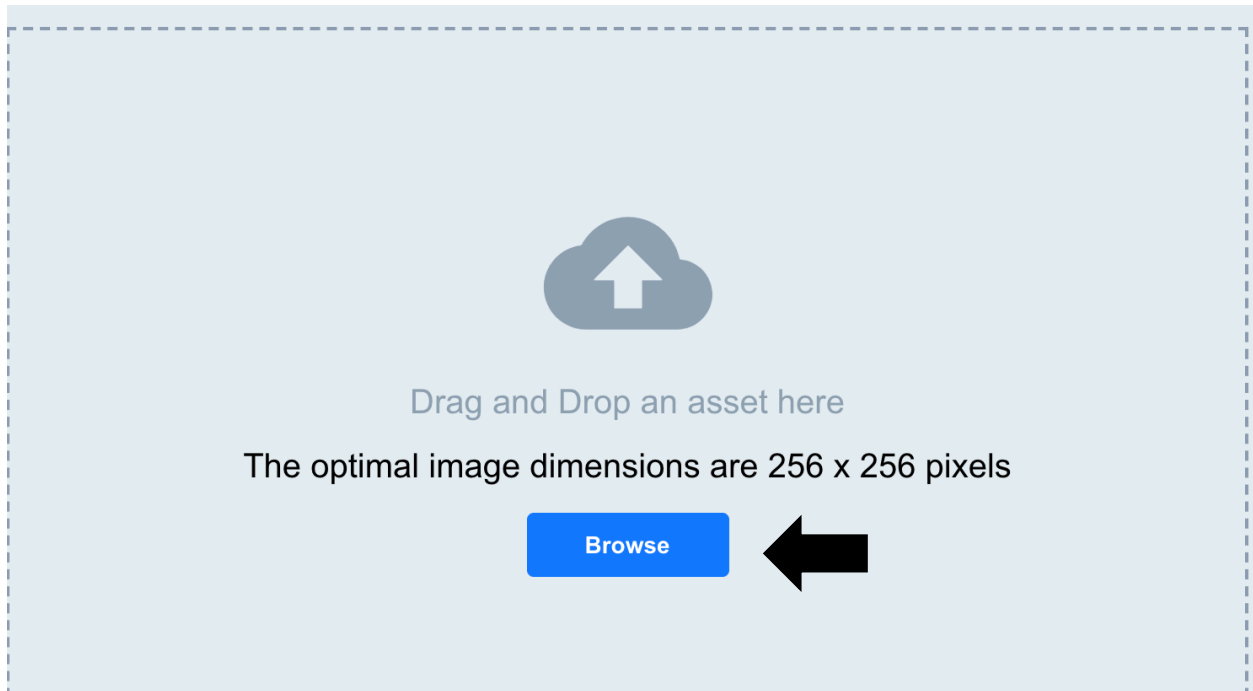 Drag and Drop an asset here
The optimal image dimensions are 256 x 256 pixels
Browse